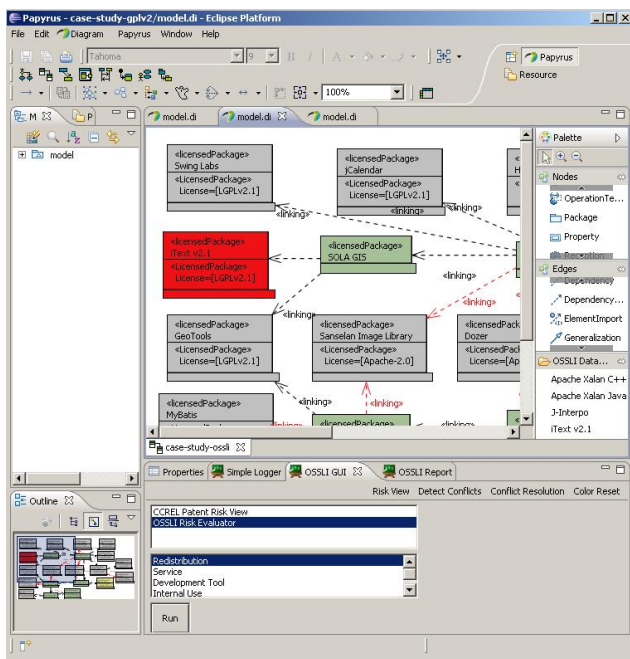 Papyrus - case-study-gplv2/model.di - Eclipse Platform
File Edit Diagram Papyrus Window Help
Tahoma 9 B I A
Papyrus
Resource
100%
M P
model.di model.di model.di
model
Palette
Nodes
OperationTe...
Package
Property
Reception
Edges
Dependency
Dependency...
ElementImport
Generalization
OSSLI Data...
Apache Xalan C++
Apache Xalan Java
J-Interpo
iText v2.1
«licensedPackage»
Swing Labs
«LicensedPackage»
License=[LGPLv2.1]
«licensedPackage»
jCalendar
«LicensedPackage»
License=[LGPLv2.1]
«linking»
«linking»
«licensedPackage»
iText v2.1
«LicensedPackage»
License=[LGPLv2.1]
«licensedPackage»
SOLA GIS
«linking»
«linking»
«linking»
«licensedPackage»
GeoTools
«LicensedPackage»
License=[LGPLv2.1]
«licensedPackage»
Sanselan Image Library
«LicensedPackage»
License=[Apache-2.0]
«licensedPackage»
Dozer
«LicensedPackage»
License=[Ap
«linking»
«linking»
«linking»
«licensedPackage»
MyBatis
«licensedPackage»
case-study-ossli
Properties Simple Logger OSSLI GUI OSSLI Report
Risk View Detect Conflicts Conflict Resolution Color Reset
CCREL Patent Risk View
OSSLI Risk Evaluator
Redistribution
Service
Development Tool
Internal Use
Run
Outline